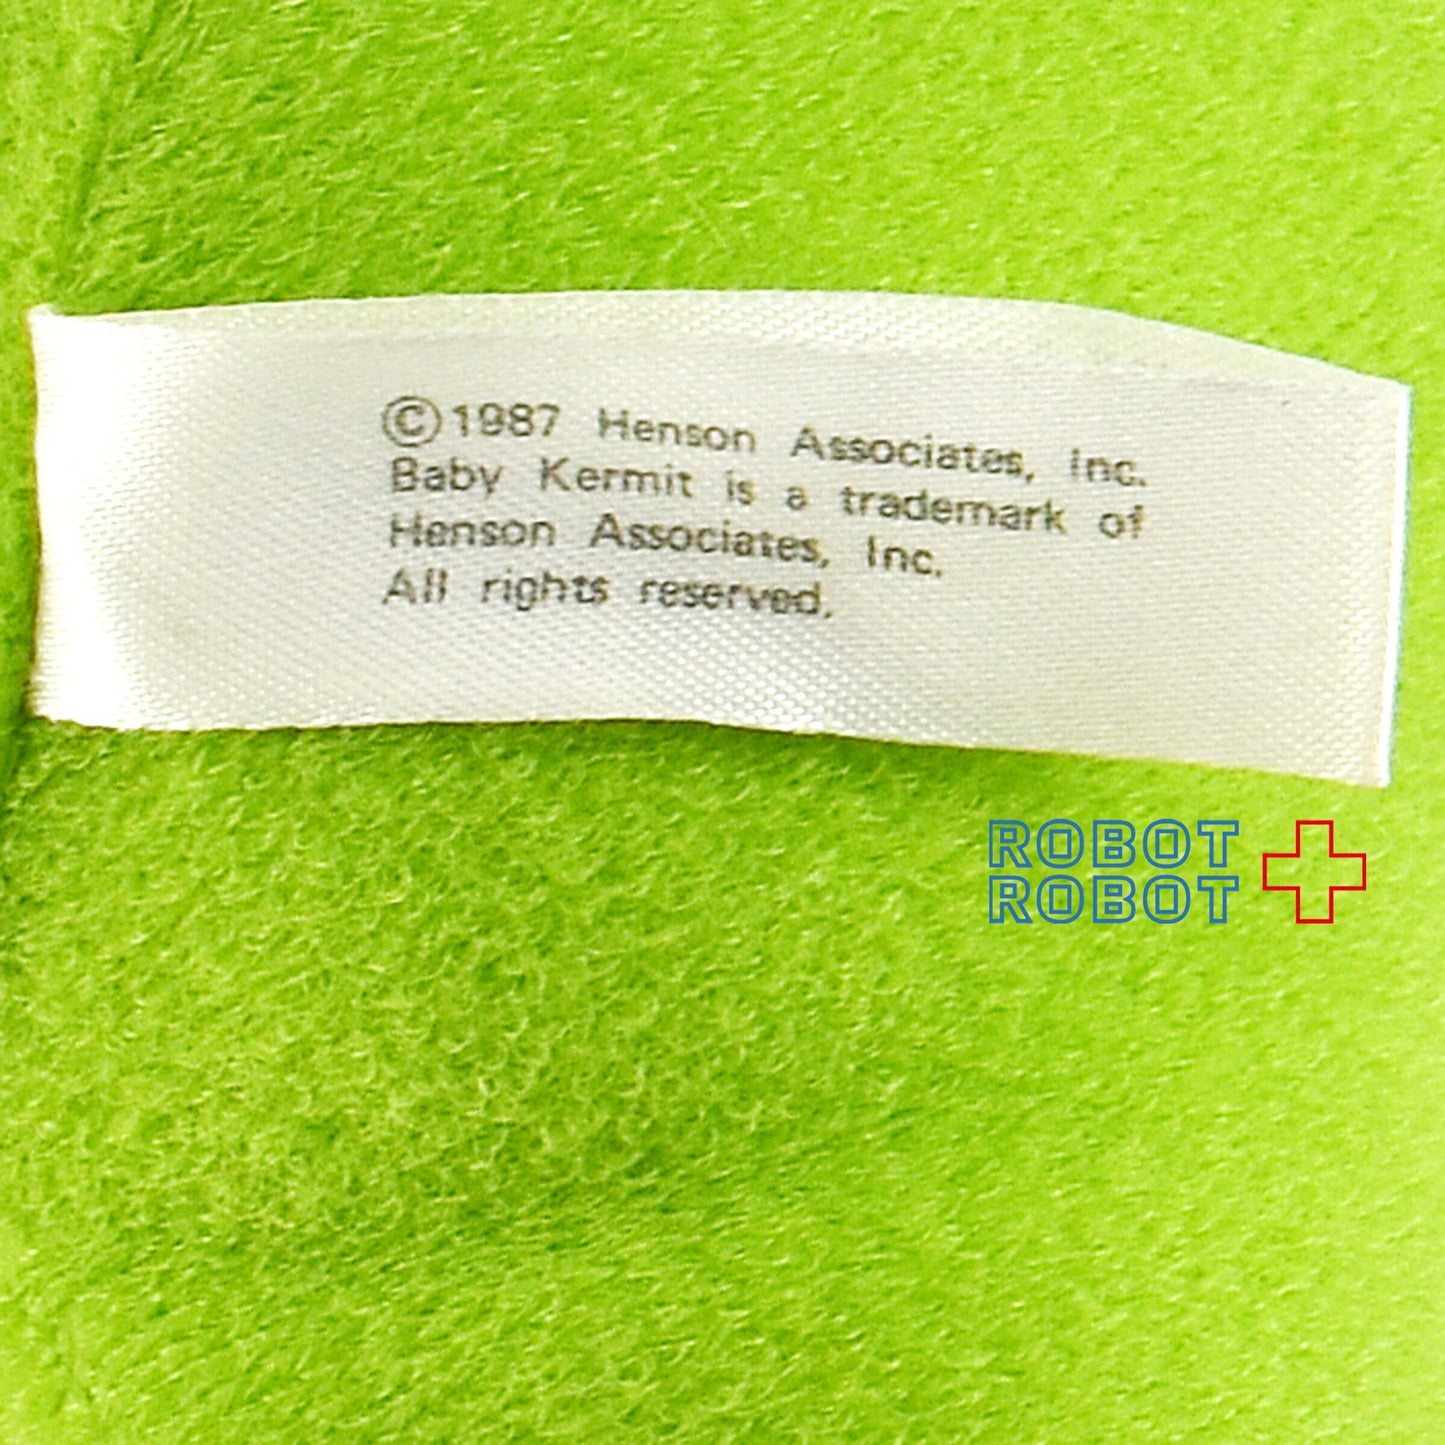 ©1987 Henson Associates, Inc.
Baby Kermit is a trademark of
Henson Associates, Inc.
All rights reserved.
ROBOT
ROBOT